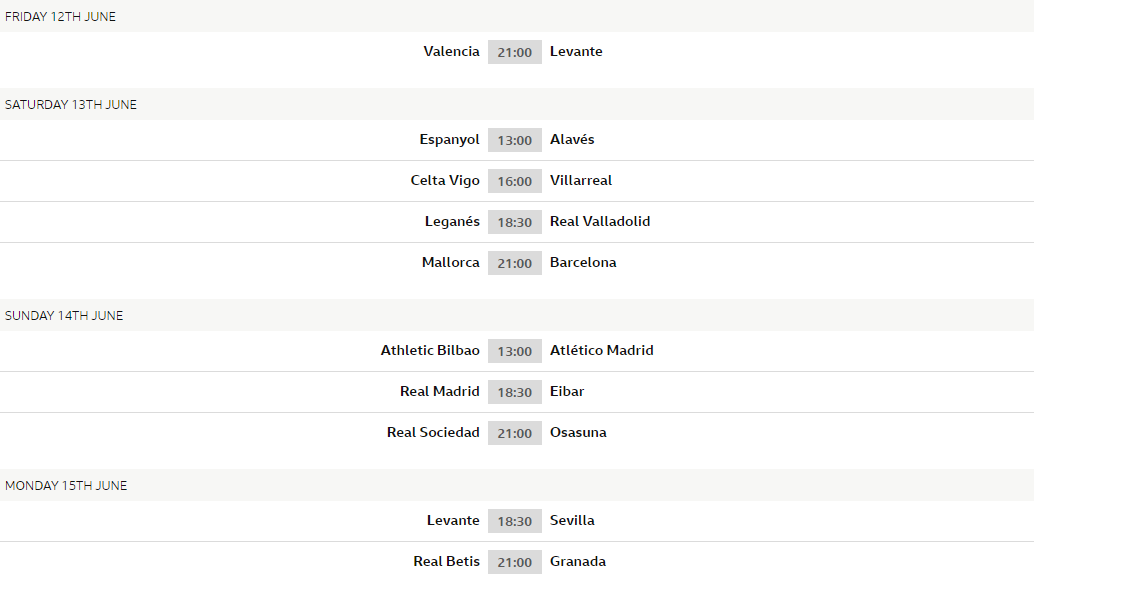 FRIDAY 12TH JUNE
Valencia 21:00 Levante
SATURDAY 13TH JUNE
Espanyol 13:00 Alavés
Celta Vigo 16:00 Villarreal
Leganés 18:30 Real Valladolid
Mallorca 21:00 Barcelona
SUNDAY 14TH JUNE
Athletic Bilbao 13:00 Atlético Madrid
Real Madrid 18:30 Eibar
Real Sociedad 21:00 Osasuna
MONDAY 15TH JUNE
Levante 18:30 Sevilla
Real Betis 21:00 Granada